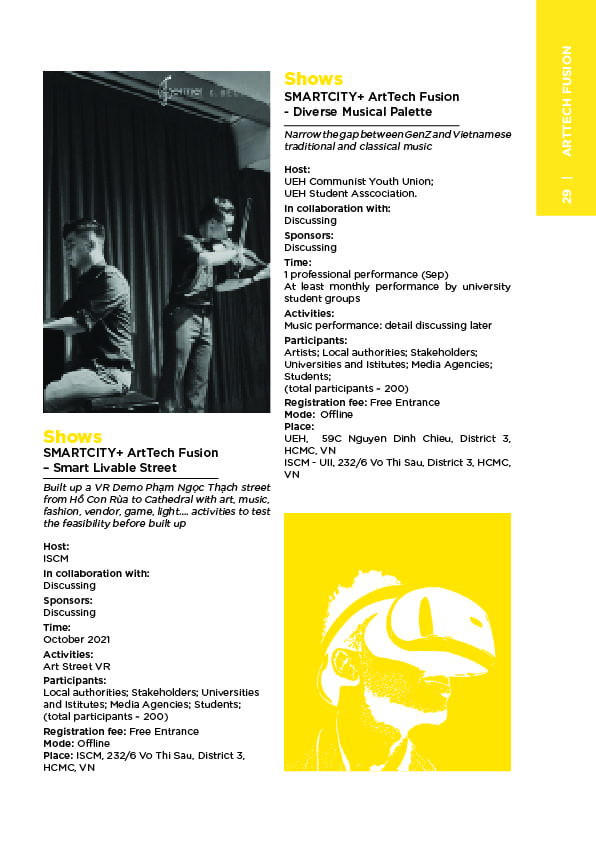 ARTTECH FUSION
29 |
Shows
SMARTCITY+ ArtTech Fusion
– Smart Livable Street
Built up a VR Demo Phạm Ngọc Thạch street
from Hồ Con Rùa to Cathedral with art, music,
fashion, vendor, game, light.... activities to test
the feasibility before built up
Host:
ISCM
In collaboration with:
Discussing
Sponsors:
Discussing
Time:
October 2021
Activities:
Art Street VR
Participants:
Local authorities; Stakeholders; Universities
and Istitutes; Media Agencies; Students;
(total participants ~ 200)
Registration fee: Free Entrance
Mode: Offline
Place: ISCM, 232/6 Vo Thi Sau, District 3,
HCMC, VN
Shows
SMARTCITY+ ArtTech Fusion
- Diverse Musical Palette
Narrow the gap between GenZ and Vietnamese
traditional and classical music
Host:
UEH Communist Youth Union;
UEH Student Asscociation.
In collaboration with:
Discussing
Sponsors:
Discussing
Time:
1 professional performance (Sep)
At least monthly performance by university
student groups
Activities:
Music performance: detail discussing later
Participants:
Artists; Local authorities; Stakeholders;
Universities and Istitutes; Media Agencies;
Students;
(total participants ~ 200)
Registration fee: Free Entrance
Mode: Offline
Place:
UEH, 59C Nguyen Dinh Chieu, District 3,
HCMC, VN
ISCM - UII, 232/6 Vo Thi Sau, District 3, HCMC,
VN